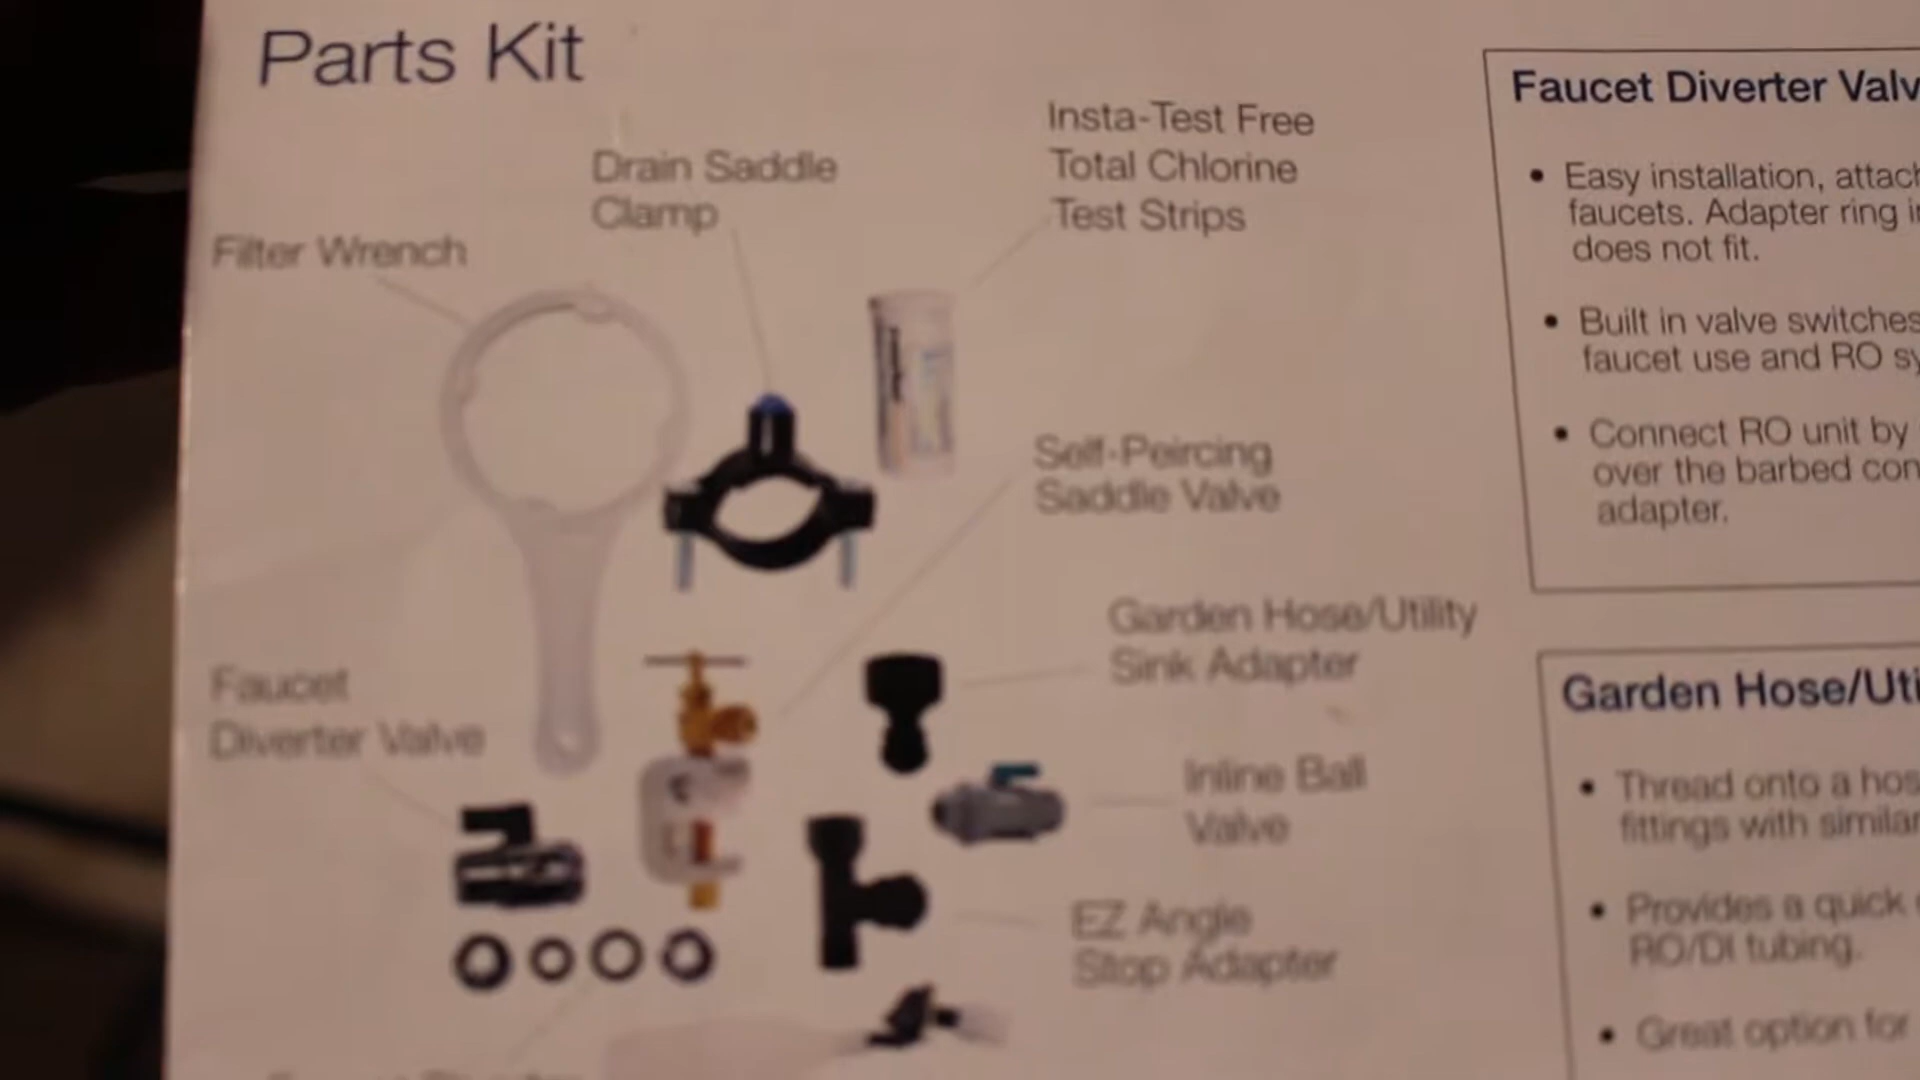 Parts Kit
Drain Saddle
Clamp
Insta-Test Free
Total Chlorine
Test Strips
Filter Wrench
Self-Peircing
Saddle Valve
Garden Hose/Utility
Sink Adapter
Faucet
Diverter Valve
Inline Ball
Valve
EZ Angle
Stop Adapter
Faucet Diverter Valv
• Easy installation, attach
faucets. Adapter ring in
does not fit.
• Built in valve switches
faucet use and RO sy
• Connect RO unit by
over the barbed con
adapter.
Garden Hose/Uti
• Thread onto a hos
fittings with similar
• Provides a quick
RO/DI tubing.
• Great option for